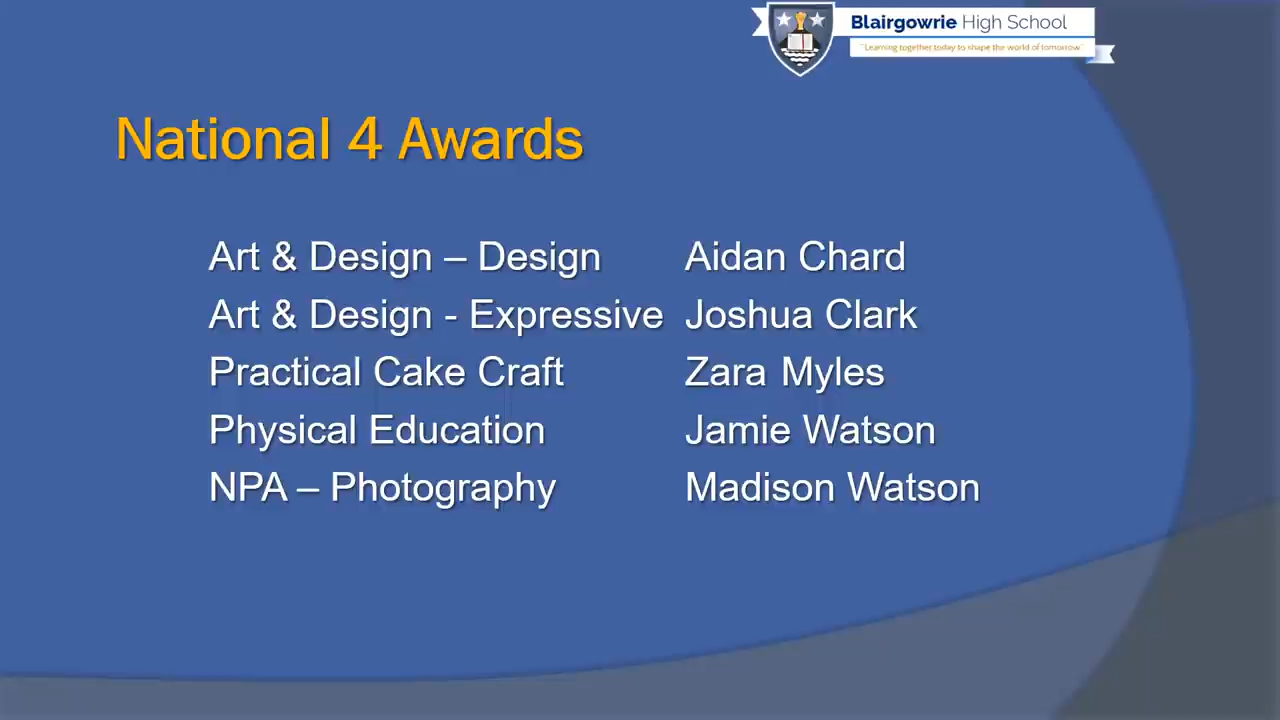 Blairgowrie High School
"Learning together today to shape the world of tomorrow"
National 4 Awards
Art & Design – Design Aidan Chard
Art & Design - Expressive Joshua Clark
Practical Cake Craft Zara Myles
Physical Education Jamie Watson
NPA – Photography Madison Watson